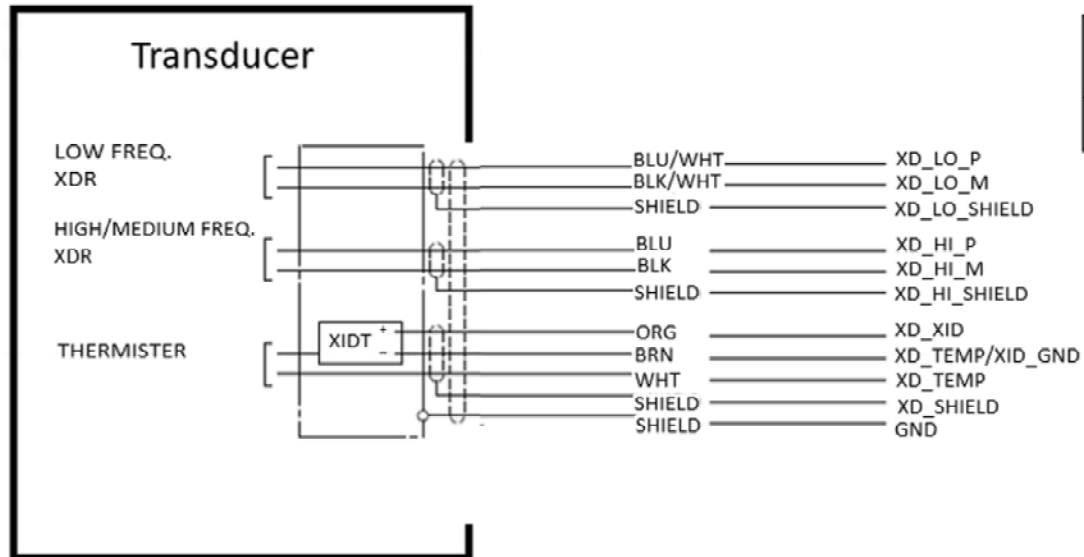 Transducer
LOW FREQ.
XDR
BLU/WHT XD_LO_P
BLK/WHT XD_LO_M
SHIELD XD_LO_SHIELD
HIGH/MEDIUM FREQ.
XDR
BLU XD_HI_P
BLK XD_HI_M
SHIELD XD_HI_SHIELD
THERMISTER
XIDT + −
ORG XD_XID
BRN XD_TEMP/XID_GND
WHT XD_TEMP
SHIELD XD_SHIELD
SHIELD GND